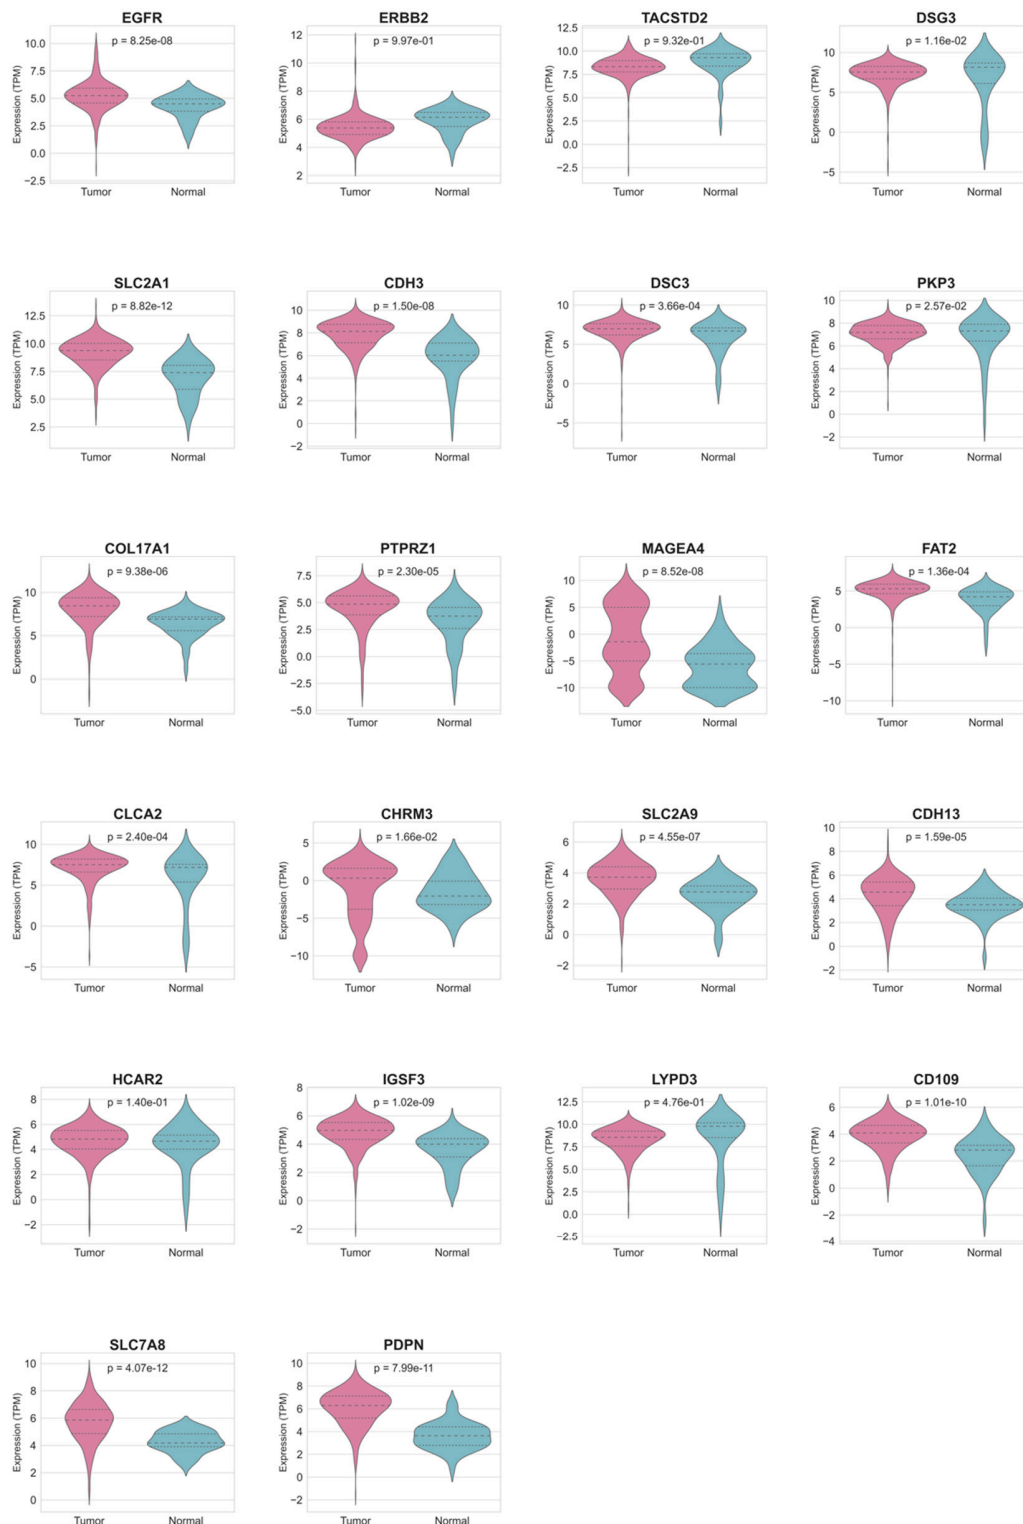 EGFR
p = 8.25e-08
Expression (TPM)
10.0
7.5
5.0
2.5
0.0
−2.5
Tumor Normal
ERBB2
p = 9.97e-01
Expression (TPM)
12
10
8
6
4
2
Tumor Normal
TACSTD2
p = 9.32e-01
Expression (TPM)
12.5
10.0
7.5
5.0
2.5
0.0
−2.5
Tumor Normal
DSG3
p = 1.16e-02
Expression (TPM)
10
5
0
−5
Tumor Normal
SLC2A1
p = 8.82e-12
Expression (TPM)
12.5
10.0
7.5
5.0
2.5
Tumor Normal
CDH3
p = 1.50e-08
Expression (TPM)
10
8
6
4
2
0
−2
Tumor Normal
DSC3
p = 3.66e-04
Expression (TPM)
10
5
0
−5
Tumor Normal
PKP3
p = 2.57e-02
Expression (TPM)
10
8
6
4
2
0
−2
Tumor Normal
COL17A1
p = 9.38e-06
Expression (TPM)
10
5
0
Tumor Normal
PTPRZ1
p = 2.30e-05
Expression (TPM)
7.5
5.0
2.5
0.0
−2.5
−5.0
Tumor Normal
MAGEA4
p = 8.52e-08
Expression (TPM)
10
5
0
−5
−10
Tumor Normal
FAT2
p = 1.36e-04
Expression (TPM)
5
0
−5
−10
Tumor Normal
CLCA2
p = 2.40e-04
Expression (TPM)
10
5
0
−5
Tumor Normal
CHRM3
p = 1.66e-02
Expression (TPM)
5
0
−5
−10
Tumor Normal
SLC2A9
p = 4.55e-07
Expression (TPM)
6
4
2
0
−2
Tumor Normal
CDH13
p = 1.59e-05
Expression (TPM)
10
8
6
4
2
0
−2
Tumor Normal
HCAR2
p = 1.40e-01
Expression (TPM)
8
6
4
2
0
−2
Tumor Normal
IGSF3
p = 1.02e-09
Expression (TPM)
8
6
4
2
0
−2
Tumor Normal
LYPD3
p = 4.76e-01
Expression (TPM)
12.5
10.0
7.5
5.0
2.5
0.0
−2.5
Tumor Normal
CD109
p = 1.01e-10
Expression (TPM)
6
4
2
0
−2
−4
Tumor Normal
SLC7A8
p = 4.07e-12
Expression (TPM)
10
8
6
4
2
0
Tumor Normal
PDPN
p = 7.99e-11
Expression (TPM)
10
8
6
4
2
0
−2
Tumor Normal